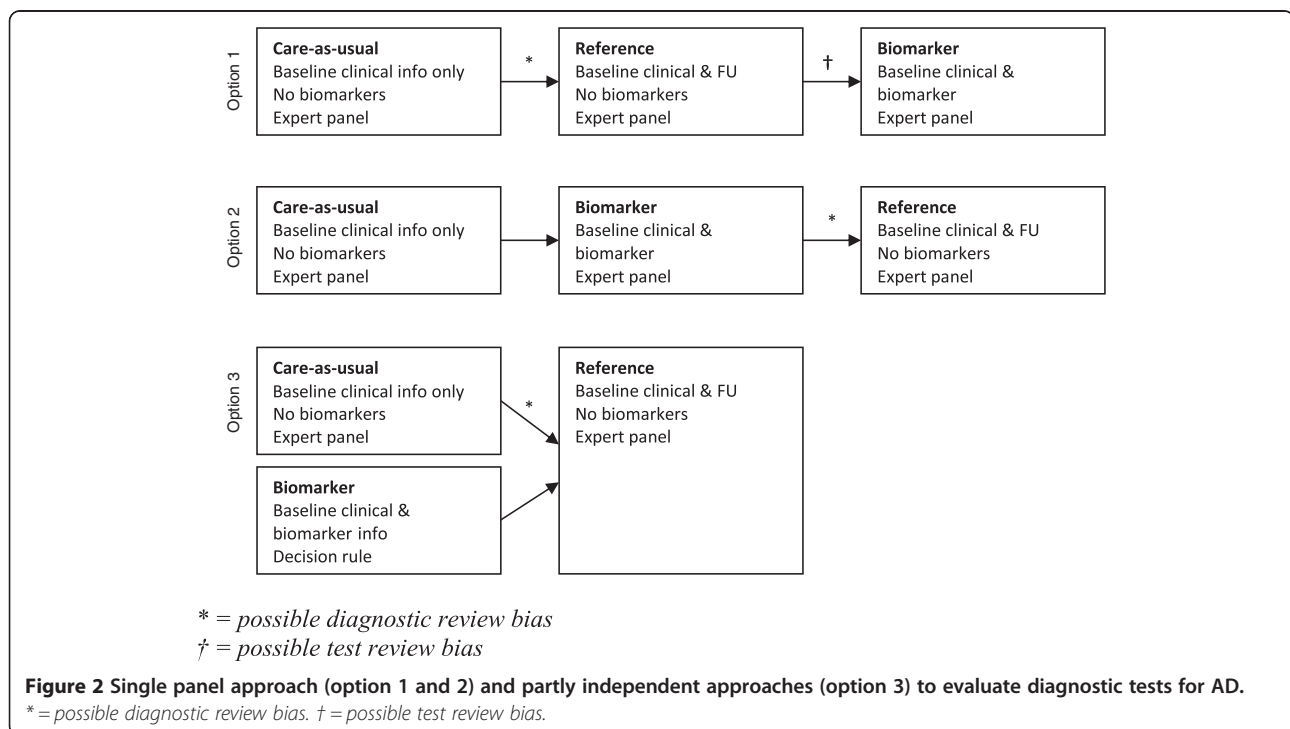 Option 1
Care-as-usual
Baseline clinical info only
No biomarkers
Expert panel
*
Reference
Baseline clinical & FU
No biomarkers
Expert panel
†
Biomarker
Baseline clinical &
biomarker
Expert panel
Option 2
Care-as-usual
Baseline clinical info only
No biomarkers
Expert panel
Biomarker
Baseline clinical &
biomarker
Expert panel
*
Reference
Baseline clinical & FU
No biomarkers
Expert panel
Option 3
Care-as-usual
Baseline clinical info only
No biomarkers
Expert panel
*
Biomarker
Baseline clinical &
biomarker info
Decision rule
Reference
Baseline clinical & FU
No biomarkers
Expert panel
* = possible diagnostic review bias
† = possible test review bias
Figure 2 Single panel approach (option 1 and 2) and partly independent approaches (option 3) to evaluate diagnostic tests for AD.
* = possible diagnostic review bias. † = possible test review bias.